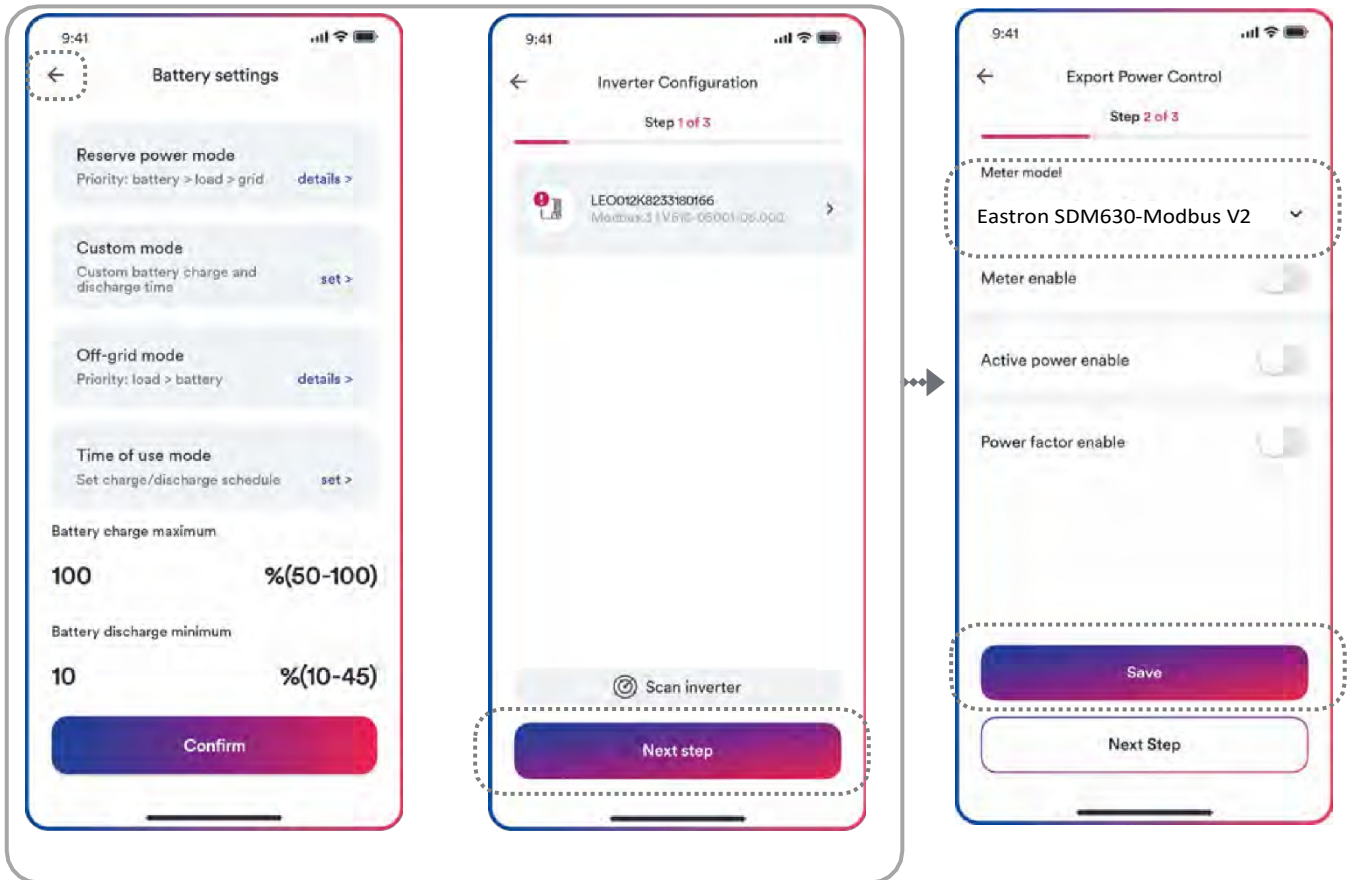 9:41
Battery settings
Reserve power mode
Priority: battery > load > grid details >
Custom mode
Custom battery charge and
discharge time
set >
Off-grid mode
Priority: load > battery details >
Time of use mode
Set charge/discharge schedule set >
Battery charge maximum
100 %(50-100)
Battery discharge minimum
10 %(10-45)
Confirm
9:41
Inverter Configuration
Step 1 of 3
LEO012K8233180166
Scan inverter
Next step
9:41
Export Power Control
Step 2 of 3
Meter model
Eastron SDM630-Modbus V2
Meter enable
Active power enable
Power factor enable
Save
Next Step